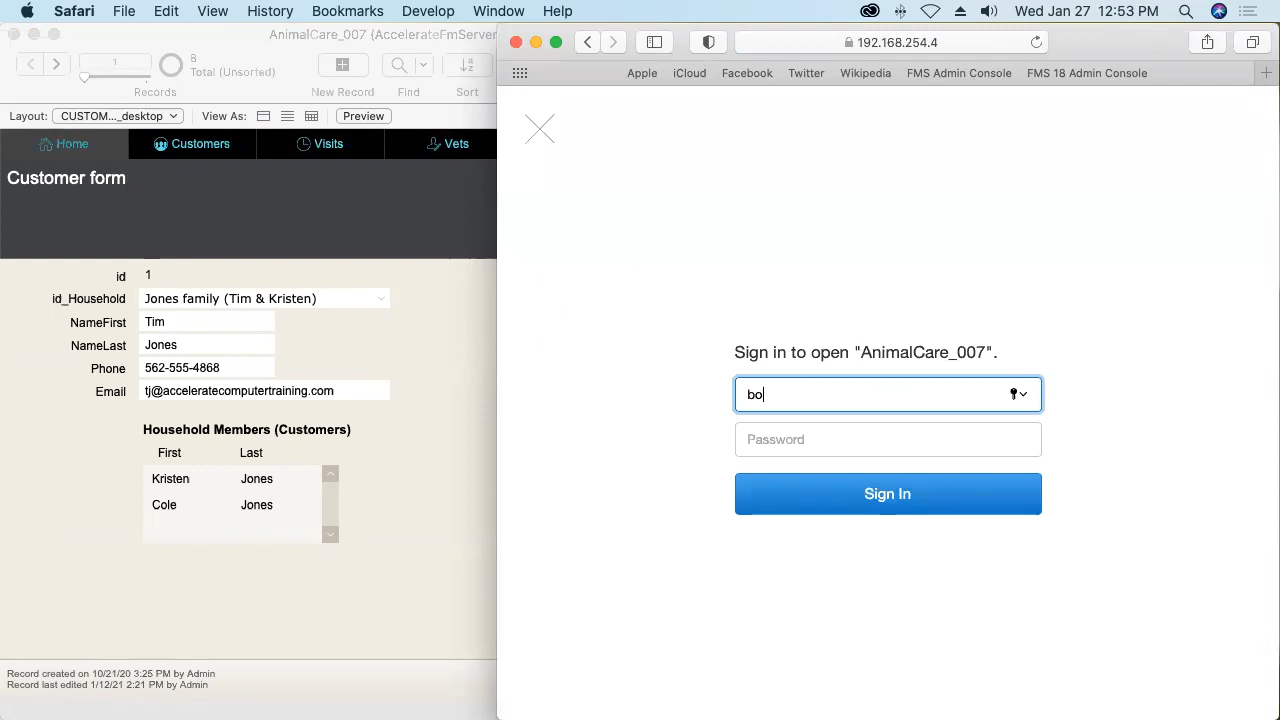 Safari File Edit View History Bookmarks Develop Window Help Wed Jan 27 12:53 PM
AnimalCare_007 (AccelerateFmServer
1
8
Total (Unsorted)
Records New Record Find Sort
Layout: CUSTOM..._desktop View As: Preview
Home Customers Visits Vets
Customer form
id 1
id_Household Jones family (Tim & Kristen)
NameFirst Tim
NameLast Jones
Phone 562-555-4868
Email tj@acceleratecomputertraining.com
Household Members (Customers)
First Last
Kristen Jones
Cole Jones
Record created on 10/21/20 3:25 PM by Admin
Record last edited 1/12/21 2:21 PM by Admin
192.168.254.4
Apple iCloud Facebook Twitter Wikipedia FMS Admin Console FMS 18 Admin Console
Sign in to open "AnimalCare_007".
bo
Password
Sign In